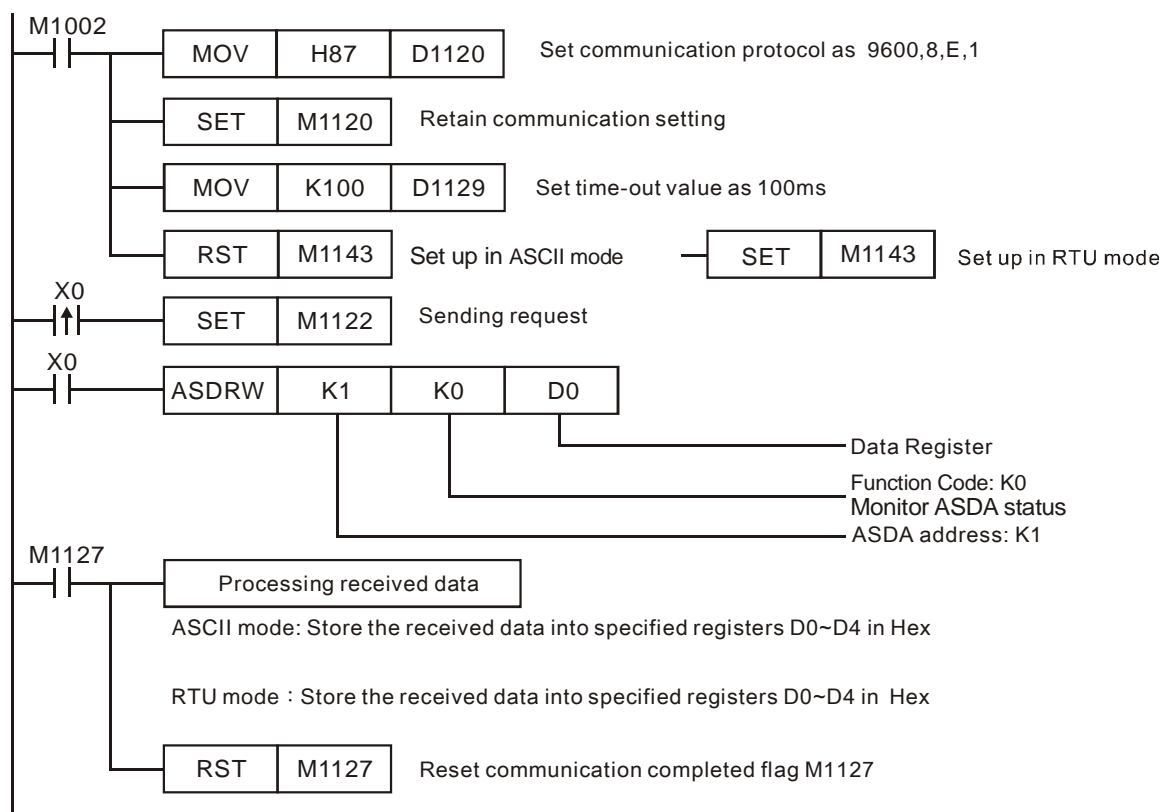 M1002
MOV H87 D1120 Set communication protocol as 9600,8,E,1
SET M1120 Retain communication setting
MOV K100 D1129 Set time-out value as 100ms
RST M1143 Set up in ASCII mode SET M1143 Set up in RTU mode
X0
SET M1122 Sending request
X0
ASDRW K1 K0 D0
Data Register
Function Code: K0
Monitor ASDA status
ASDA address: K1
M1127
Processing received data
ASCII mode: Store the received data into specified registers D0~D4 in Hex
RTU mode：Store the received data into specified registers D0~D4 in Hex
RST M1127 Reset communication completed flag M1127